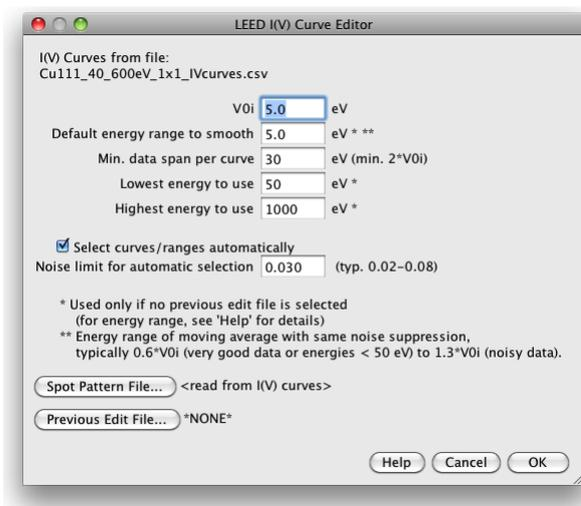 LEED I(V) Curve Editor
I(V) Curves from file:
Cu111_40_600eV_1x1_IVcurves.csv
V0i 5.0 eV
Default energy range to smooth 5.0 eV * **
Min. data span per curve 30 eV (min. 2*V0i)
Lowest energy to use 50 eV *
Highest energy to use 1000 eV *
Select curves/ranges automatically
Noise limit for automatic selection 0.030 (typ. 0.02-0.08)
* Used only if no previous edit file is selected
(for energy range, see 'Help' for details)
** Energy range of moving average with same noise suppression,
typically 0.6*V0i (very good data or energies < 50 eV) to 1.3*V0i (noisy data).
Spot Pattern File... <read from I(V) curves>
Previous Edit File... *NONE*
Help Cancel OK